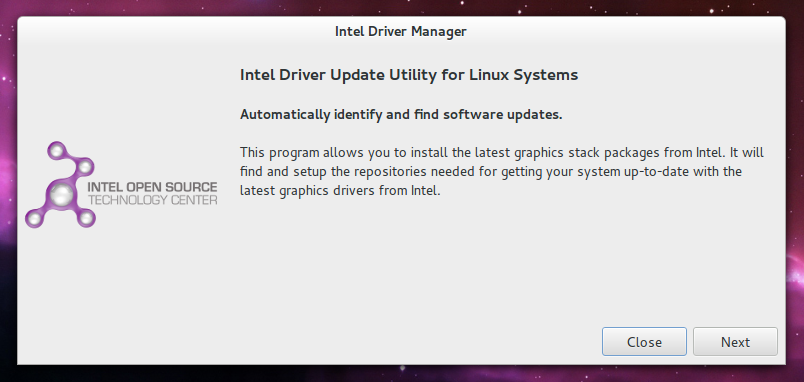 Intel Driver Manager
Intel Driver Update Utility for Linux Systems
Automatically identify and find software updates.
This program allows you to install the latest graphics stack packages from Intel. It will
find and setup the repositories needed for getting your system up-to-date with the
latest graphics drivers from Intel.
INTEL OPEN SOURCE
TECHNOLOGY CENTER
Close
Next